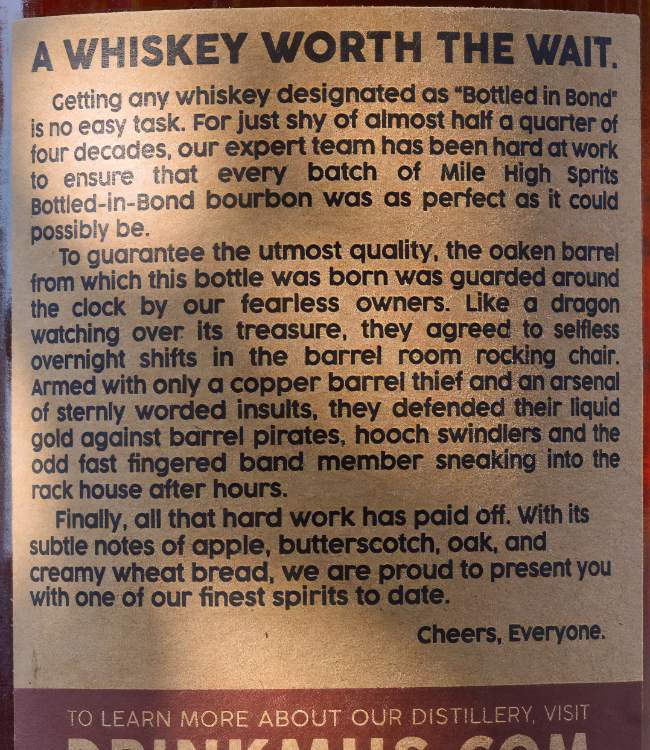 A WHISKEY WORTH THE WAIT.
Getting any whiskey designated as "Bottled in Bond"
is no easy task. For just shy of almost half a quarter of
four decades, our expert team has been hard at work
to ensure that every batch of Mile High Sprits
Bottled-in-Bond bourbon was as perfect as it could
possibly be.
To guarantee the utmost quality, the oaken barrel
from which this bottle was born was guarded around
the clock by our fearless owners. Like a dragon
watching over its treasure, they agreed to selfless
overnight shifts in the barrel room rocking chair.
Armed with only a copper barrel thief and an arsenal
of sternly worded insults, they defended their liquid
gold against barrel pirates, hooch swindlers and the
odd fast fingered band member sneaking into the
rack house after hours.
Finally, all that hard work has paid off. With its
subtle notes of apple, butterscotch, oak, and
creamy wheat bread, we are proud to present you
with one of our finest spirits to date.
Cheers, Everyone.
TO LEARN MORE ABOUT OUR DISTILLERY, VISIT
DRINKMHS.COM